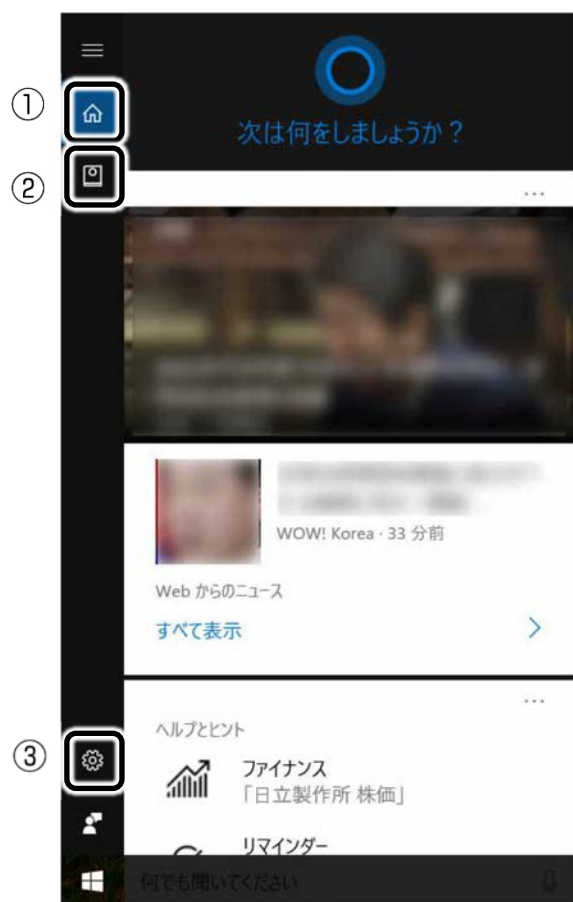 ①
次は何をしましょうか？
②
WOW! Korea · 33 分前
Web からのニュース
すべて表示
ヘルプとヒント
③
ファイナンス
「日立製作所 株価」
リマインダー
何でも聞いてください